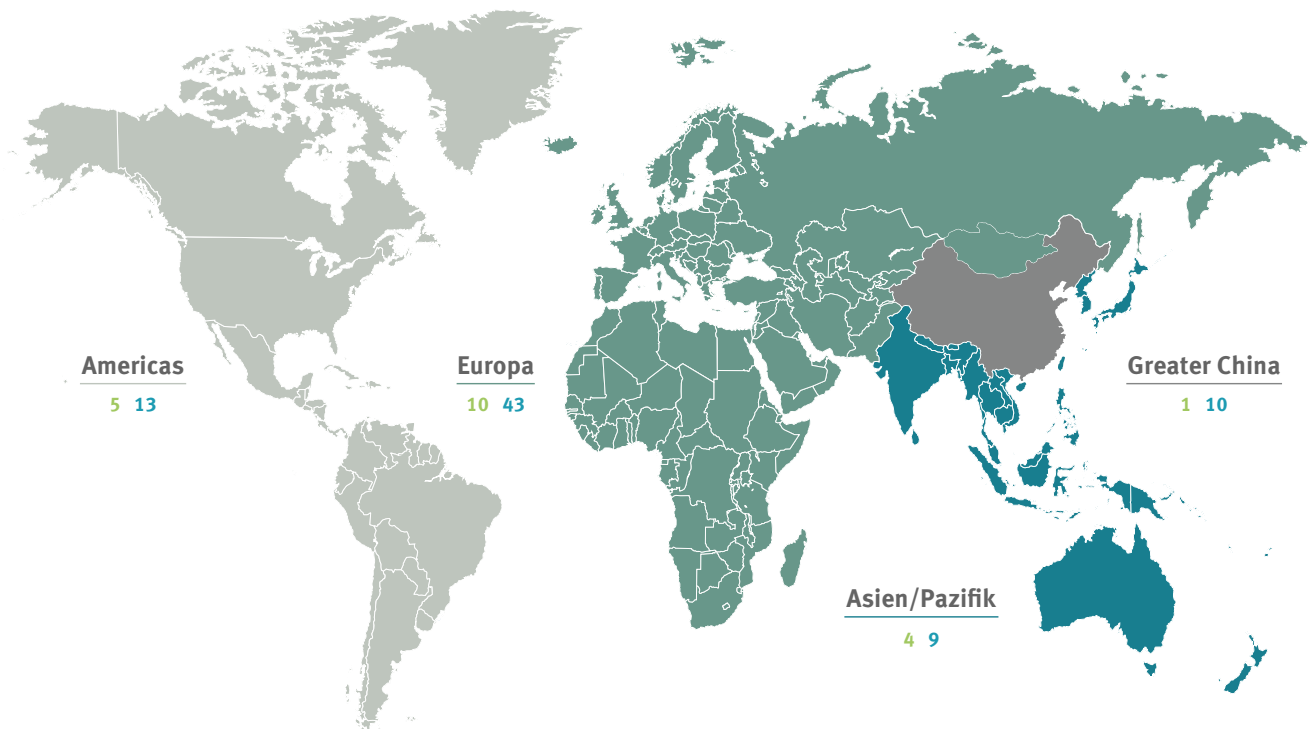 Americas
5 13
Europa
10 43
Greater China
1 10
Asien/Pazifik
4 9